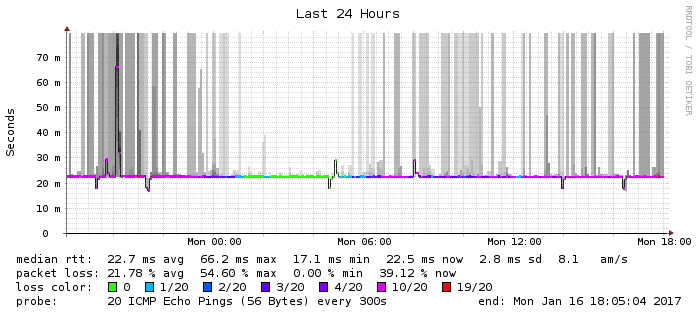 Last 24 Hours
RRDTOOL / TOBI OETIKER
Seconds
70 m
60 m
50 m
40 m
30 m
20 m
10 m
0
Mon 00:00 Mon 06:00 Mon 12:00 Mon 18:00
median rtt: 22.7 ms avg 66.2 ms max 17.1 ms min 22.5 ms now 2.8 ms sd 8.1 am/s
packet loss: 21.78 % avg 54.60 % max 0.00 % min 39.12 % now
loss color: 0 1/20 2/20 3/20 4/20 10/20 19/20
probe: 20 ICMP Echo Pings (56 Bytes) every 300s end: Mon Jan 16 18:05:04 2017